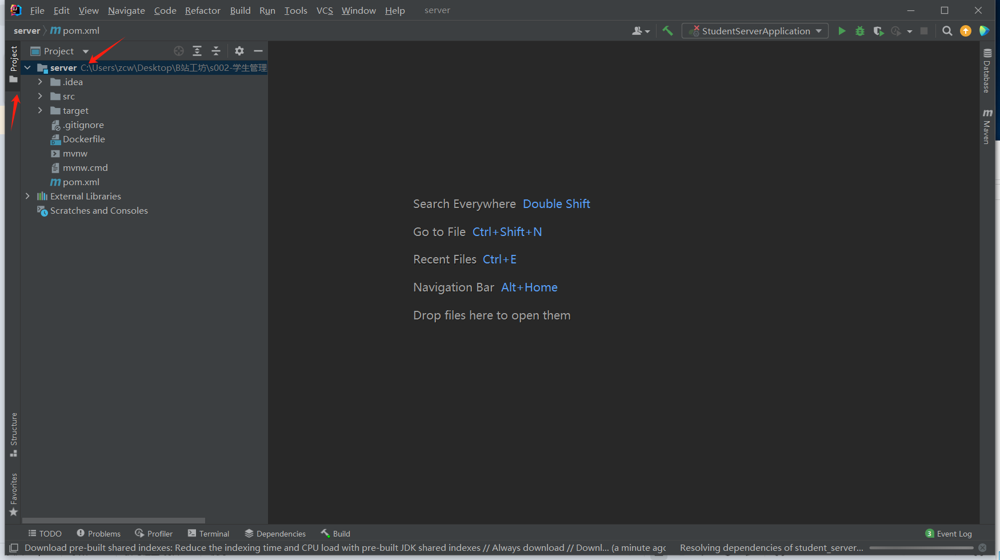 File Edit View Navigate Code Refactor Build Run Tools VCS Window Help server
server pom.xml
StudentServerApplication
Project
Project
server C:\Users\zcw\Desktop\B站工坊\s002-学生管理
.idea
src
target
.gitignore
Dockerfile
mvnw
mvnw.cmd
pom.xml
External Libraries
Scratches and Consoles
Search Everywhere Double Shift
Go to File Ctrl+Shift+N
Recent Files Ctrl+E
Navigation Bar Alt+Home
Drop files here to open them
Database
Maven
Structure
Favorites
TODO Problems Profiler Terminal Dependencies Build 3 Event Log
Download pre-built shared indexes: Reduce the indexing time and CPU load with pre-built JDK shared indexes // Always download // Downl... (a minute ago Resolving dependencies of student_server...